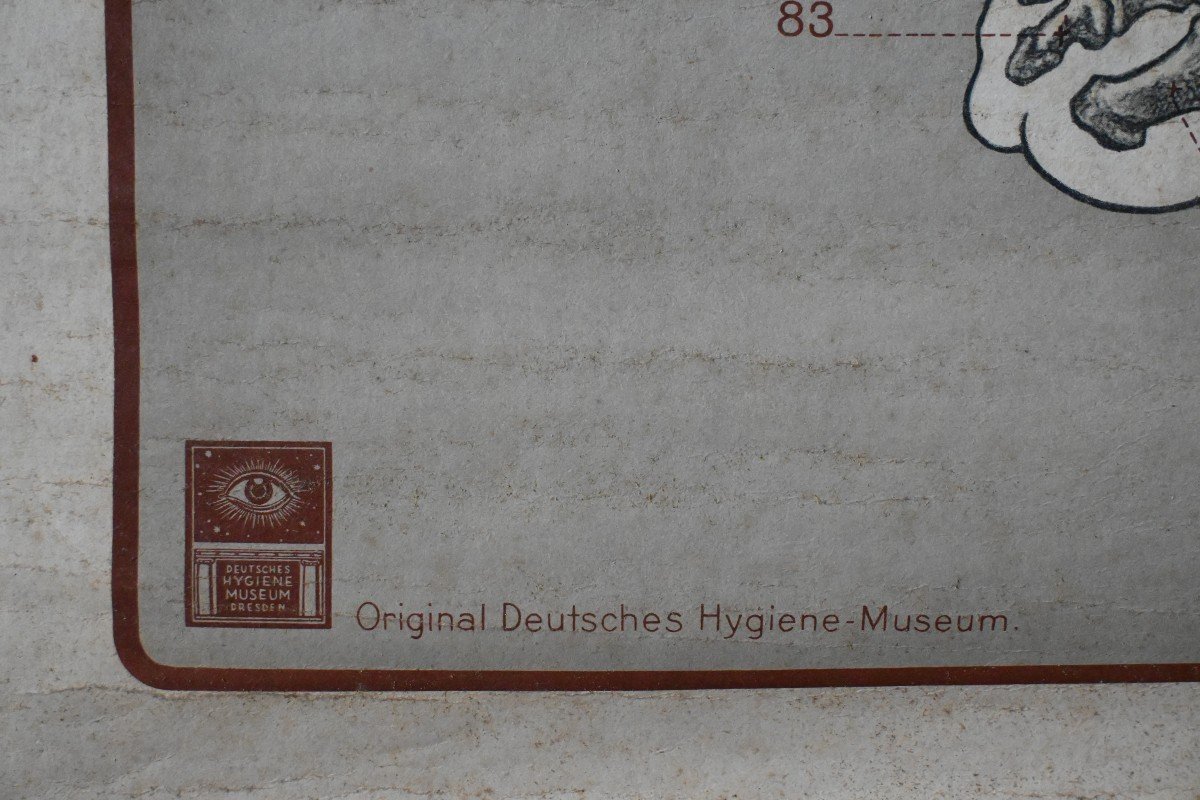 83
DEUTSCHES
HYGIENE
MUSEUM
DRESDEN
Original Deutsches Hygiene-Museum.